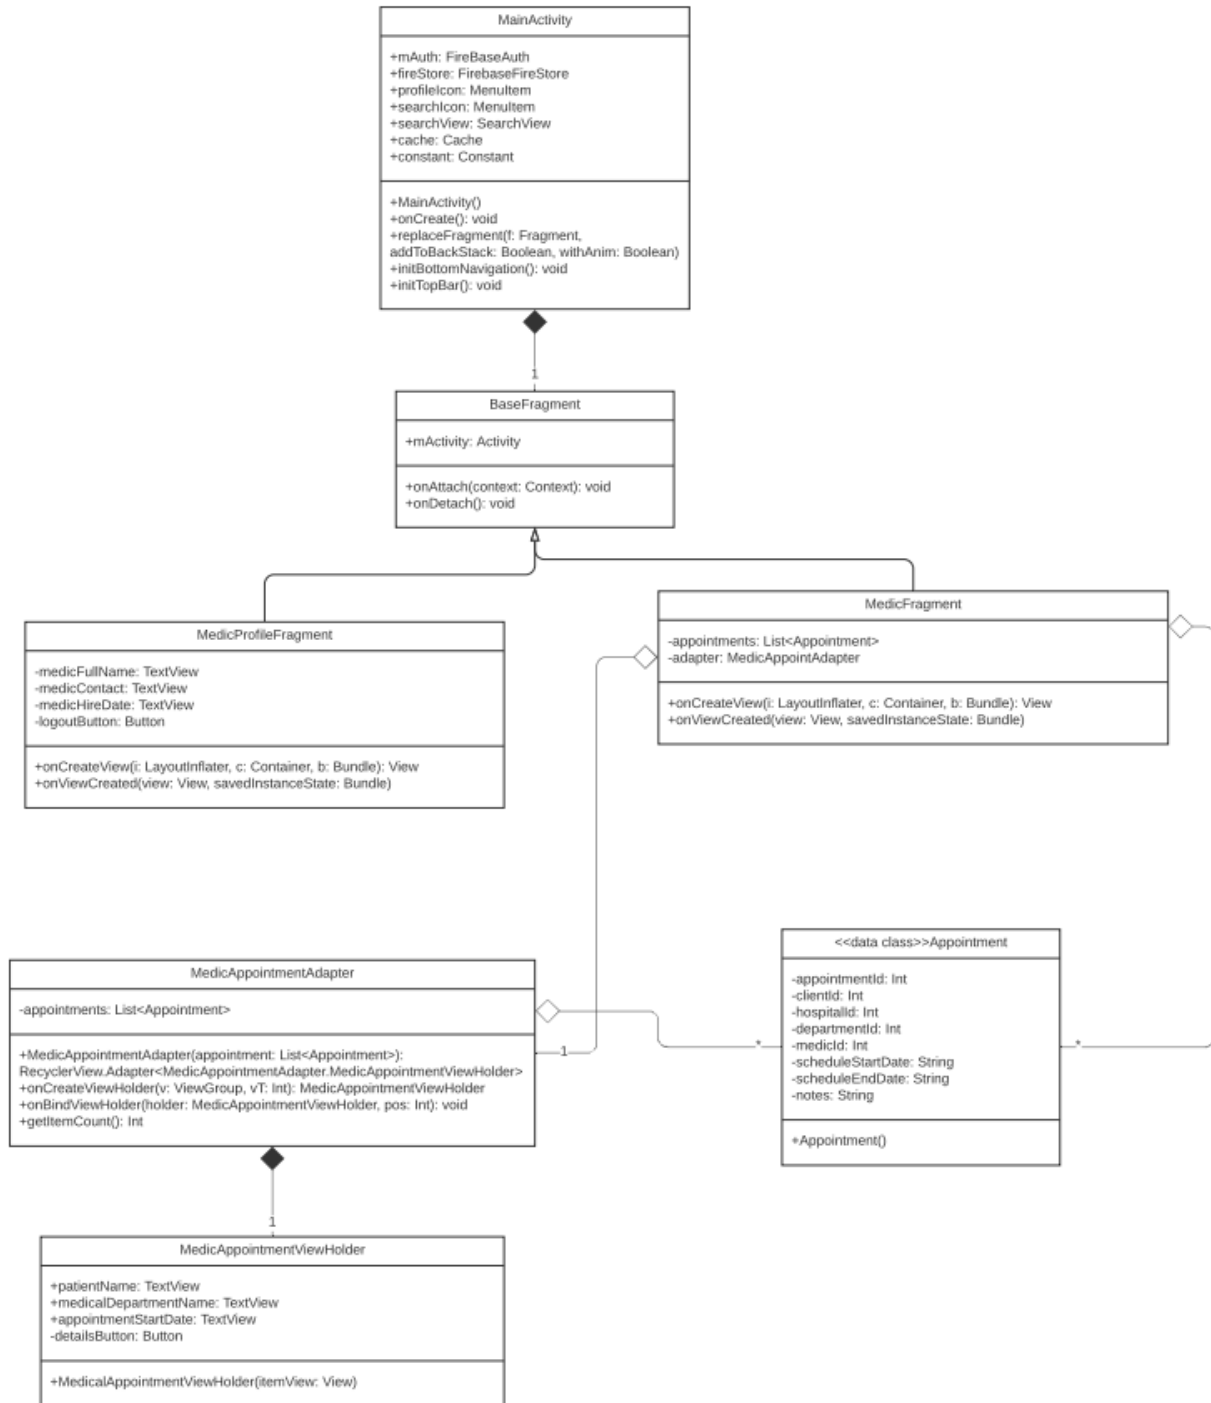 MainActivity
+mAuth: FireBaseAuth
+fireStore: FirebaseFireStore
+profileIcon: MenuItem
+searchIcon: MenuItem
+searchView: SearchView
+cache: Cache
+constant: Constant
+MainActivity()
+onCreate(): void
+replaceFragment(f: Fragment,
addToBackStack: Boolean, withAnim: Boolean)
+initBottomNavigation(): void
+initTopBar(): void
1
BaseFragment
+mActivity: Activity
+onAttach(context: Context): void
+onDetach(): void
MedicFragment
-appointments: List<Appointment>
-adapter: MedicAppointAdapter
+onCreateView(i: LayoutInflater, c: Container, b: Bundle): View
+onViewCreated(view: View, savedInstanceState: Bundle)
MedicProfileFragment
-medicFullName: TextView
-medicContact: TextView
-medicHireDate: TextView
-logoutButton: Button
+onCreateView(i: LayoutInflater, c: Container, b: Bundle): View
+onViewCreated(view: View, savedInstanceState: Bundle)
<<data class>>Appointment
-appointmentId: Int
-clientId: Int
-hospitalId: Int
-departmentId: Int
-medicId: Int
-scheduleStartDate: String
-scheduleEndDate: String
-notes: String
+Appointment()
*
*
MedicAppointmentAdapter
-appointments: List<Appointment>
+MedicAppointmentAdapter(appointment: List<Appointment>):
RecyclerView.Adapter<MedicAppointmentAdapter.MedicAppointmentViewHolder>
+onCreateViewHolder(v: ViewGroup, vT: Int): MedicAppointmentViewHolder
+onBindViewHolder(holder: MedicAppointmentViewHolder, pos: Int): void
+getItemCount(): Int
1
1
MedicAppointmentViewHolder
+patientName: TextView
+medicalDepartmentName: TextView
+appointmentStartDate: TextView
-detailsButton: Button
+MedicalAppointmentViewHolder(itemView: View)